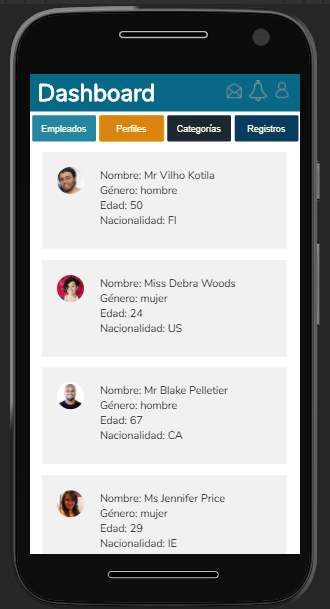 Dashboard
Empleados
Perfiles
Categorías
Registros
Nombre: Mr Vilho Kotila
Género: hombre
Edad: 50
Nacionalidad: FI
Nombre: Miss Debra Woods
Género: mujer
Edad: 24
Nacionalidad: US
Nombre: Mr Blake Pelletier
Género: hombre
Edad: 67
Nacionalidad: CA
Nombre: Ms Jennifer Price
Género: mujer
Edad: 29
Nacionalidad: IE